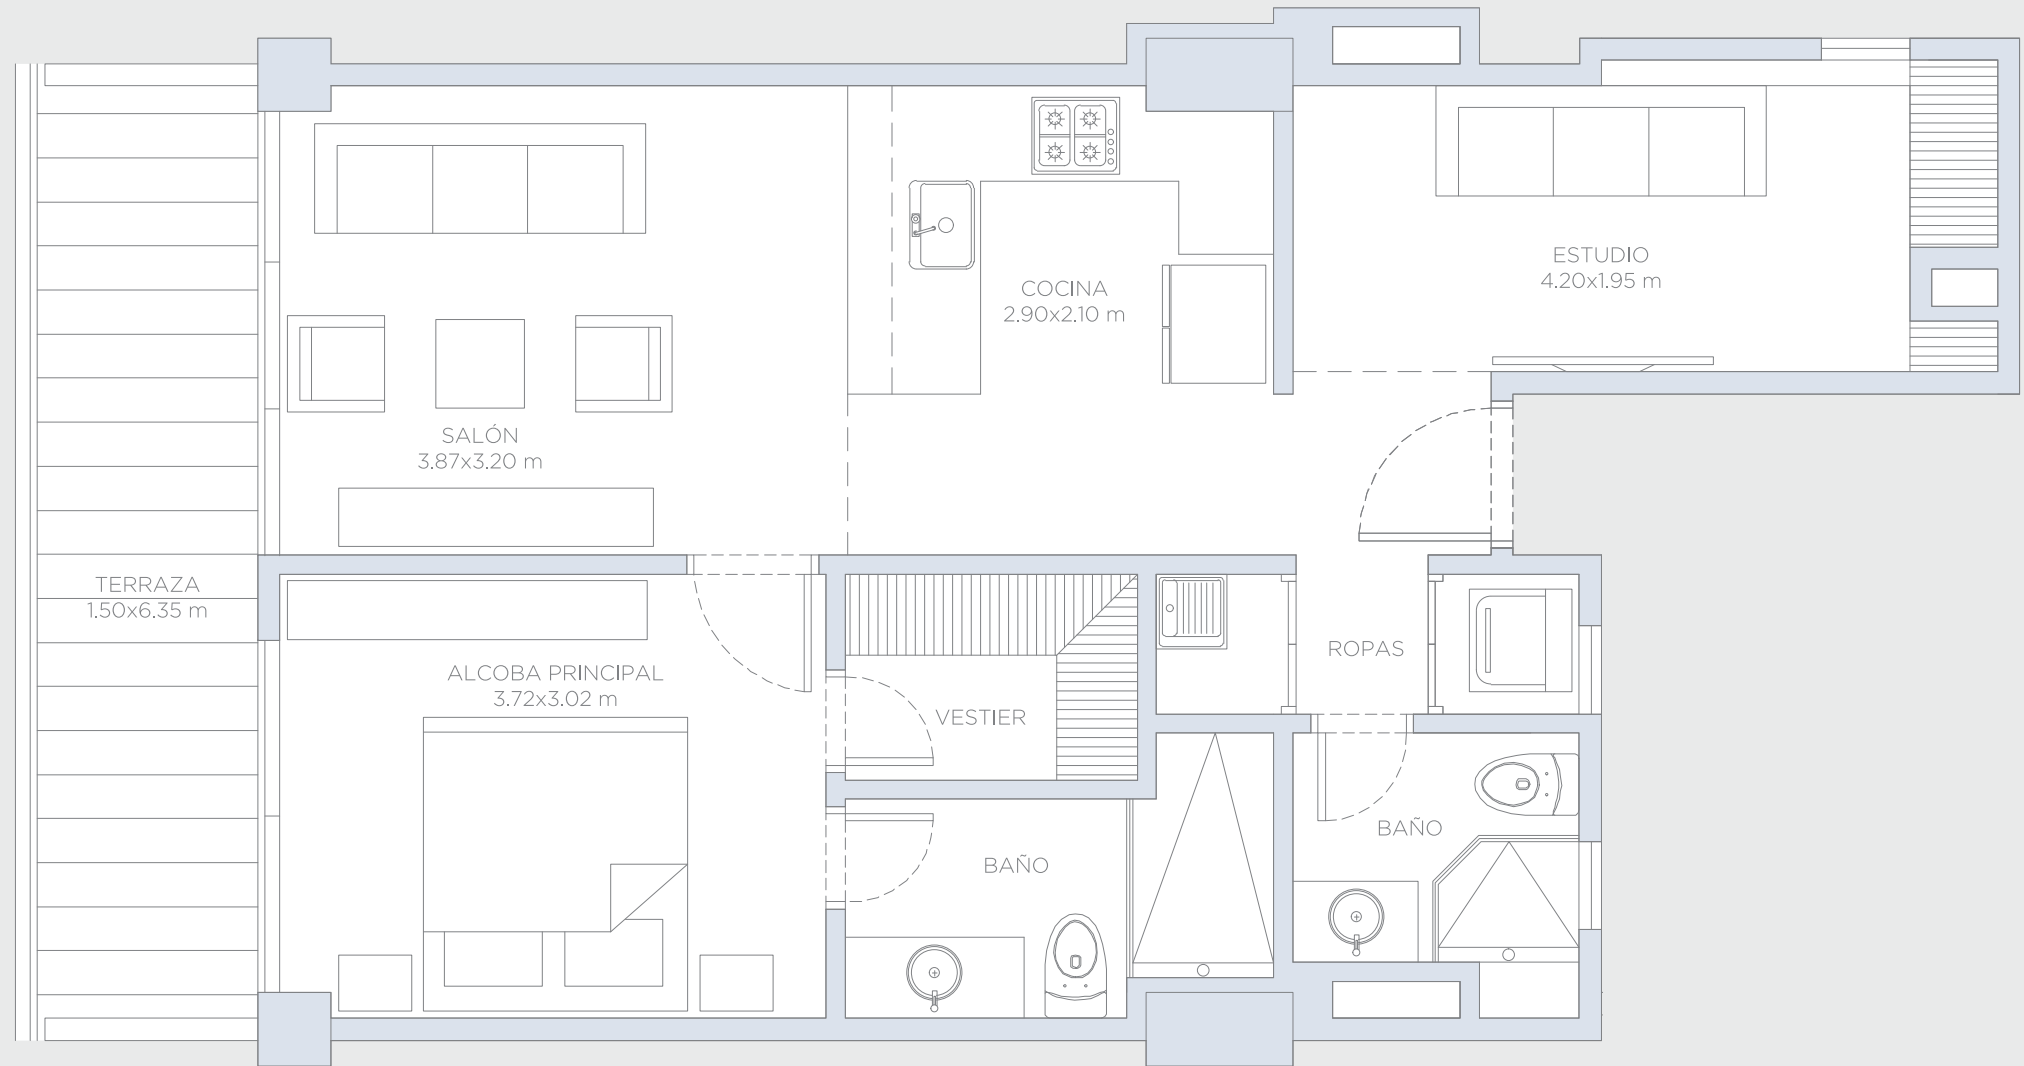 ESTUDIO
4.20x1.95 m
COCINA
2.90x2.10 m
SALÓN
3.87x3.20 m
TERRAZA
1.50x6.35 m
ROPAS
ALCOBA PRINCIPAL
3.72x3.02 m
VESTIER
BAÑO
BAÑO